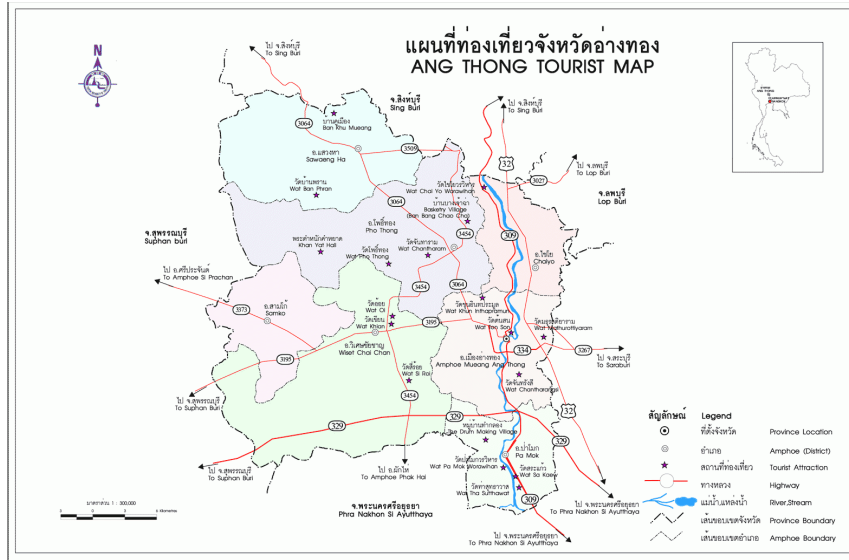 แผนที่ท่องเที่ยวจังหวัดอ่างทอง
ANG THONG TOURIST MAP
N
ไป จ.สิงห์บุรี
To Sing Buri
จ.สิงห์บุรี
Sing Buri
ไป จ.สิงห์บุรี
To Sing Buri
บ้านคูเมือง
Ban Khu Mueang
3064
3509
32
ไป จ.ลพบุรี
To Lop Buri
อ.แสวงหา
Sawaeng Ha
3027
วัดบ้านพราน
Wat Ban Phran
วัดไชโยวรวิหาร
Wat Chai Yo Worawihan
จ.ลพบุรี
Lop Buri
3064
บ้านบางเจ้าฉ่า
Basketry Village
(Ban Bang Chao Cha)
อ.โพธิ์ทอง
Pho Thong
3454
309
จ.สุพรรณบุรี
Suphan buri
พระตำหนักคำหยาด
Khan Yat Hall
วัดโพธิ์ทอง
Wat Pho Thong
วัดจันทาราม
Wat Chantharam
อ.ไชโย
Chaiyo
ไป อ.ศรีประจันต์
To Amphoe Si Prachan
3454
3064
3373
อ.สามโก้
Samko
วัดอ้อย
Wat Oi
วัดเขียน
Wat Khian
วัดขุนอินทประมูล
Wat Khun Inthapramun
3195
วัดต้นสน
Wat Ton Son
วัดมธุรสติยาราม
Wat Mathurottiyaram
3195
อ.วิเศษชัยชาญ
Wiset Chai Chan
อ.เมืองอ่างทอง
Amphoe Mueang Ang Thong
334
3267
ไป จ.สระบุรี
To Saraburi
วัดสี่ร้อย
Wat Si Roi
วัดจันทรังสี
Wat Chantharangsi
ไป จ.สุพรรณบุรี
To Suphan Buri
3454
32
329
329
329
หมู่บ้านทำกลอง
The Drum Making Village
อ.ป่าโมก
Pa Mok
ไป จ.สุพรรณบุรี
To Suphan Buri
ไป อ.ผักไห่
To Amphoe Phak Hai
วัดป่าโมกวรวิหาร
Wat Pa Mok Worawihan
วัดสระแก้ว
Wat Sa Kaew
วัดท่าสุทธาวาส
Wat Tha Sutthawat
309
ไป จ.พระนครศรีอยุธยา
To Phra Nakhon Si Ayutthaya
จ.พระนครศรีอยุธยา
Phra Nakhon Si Ayutthaya
ไป จ.พระนครศรีอยุธยา
To Phra Nakhon Si Ayutthaya
มาตราส่วน 1 : 300,000
6 Kilometres
สัญลักษณ์ Legend
ที่ตั้งจังหวัด Province Location
อำเภอ Amphoe (District)
สถานที่ท่องเที่ยว Tourist Attraction
ทางหลวง Highway
แม่น้ำ,แหล่งน้ำ River,Stream
เส้นขอบเขตจังหวัด Province Boundary
เส้นขอบเขตอำเภอ Amphoe Boundary